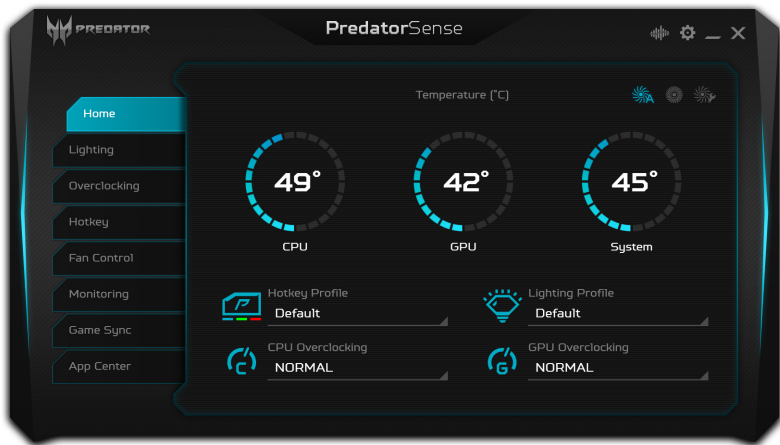 PREDATOR
PredatorSense
Home
Lighting
Overclocking
Hotkey
Fan Control
Monitoring
Game Sync
App Center
Temperature (°C)
A
49°
42°
45°
CPU
GPU
System
P
Hotkey Profile
Default
Lighting Profile
Default
C
CPU Overclocking
NORMAL
G
GPU Overclocking
NORMAL